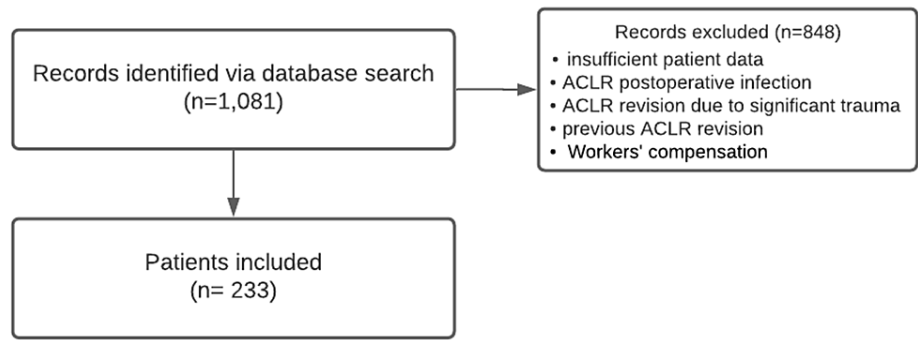 Records identified via database search
(n=1,081)
Records excluded (n=848)
• insufficient patient data
• ACLR postoperative infection
• ACLR revision due to significant trauma
• previous ACLR revision
• Workers' compensation
Patients included
(n= 233)